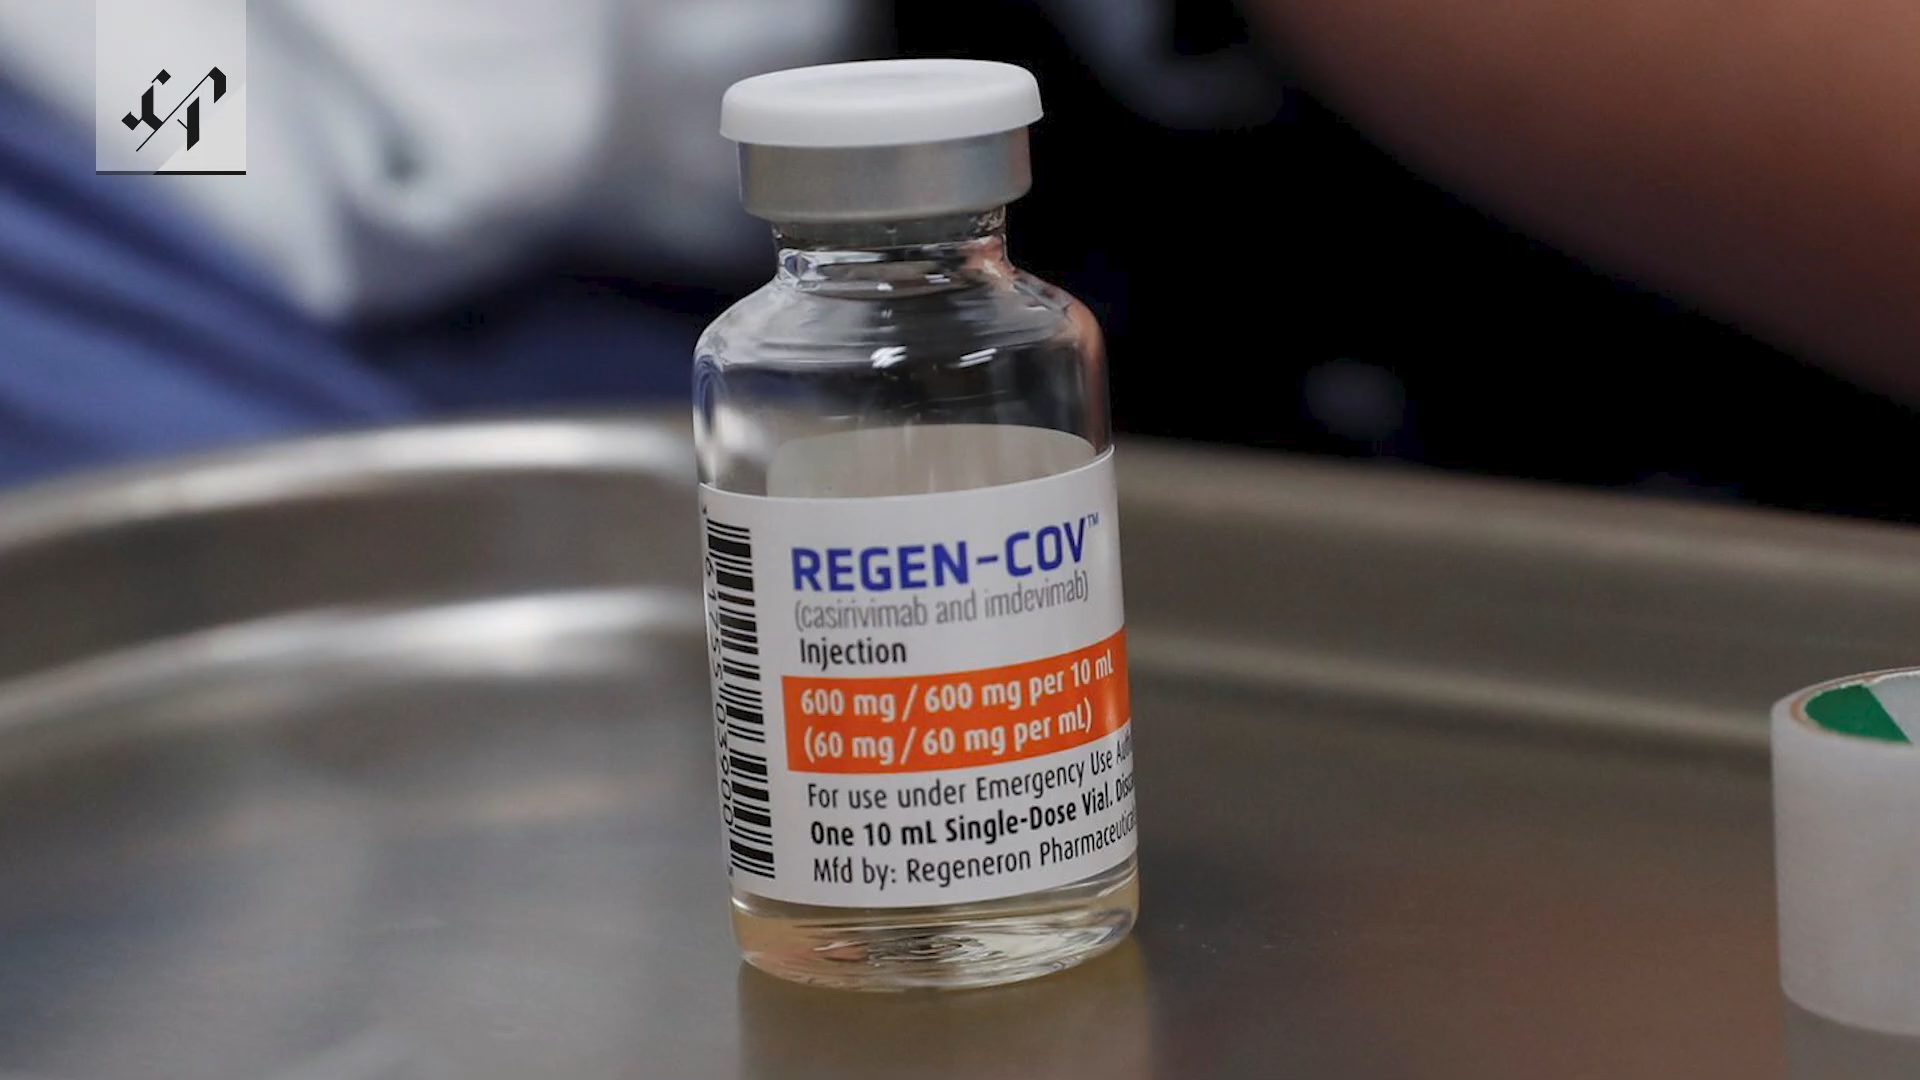 REGEN-COV™
(casirivimab and imdevimab)
Injection
600 mg / 600 mg per 10 mL
(60 mg / 60 mg per mL)
For use under Emergency Use
One 10 mL Single-Dose Vial.
Mfd by: Regeneron